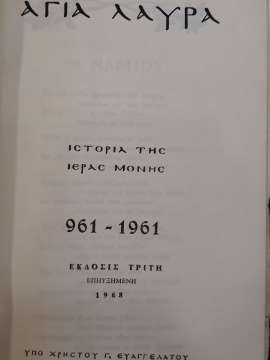 ΑΓΙΑ ΛΑΥΡΑ
ΙΣΤΟΡΙΑ ΤΗΣ
ΙΕΡΑΣ ΜΟΝΗΣ
961 - 1961
ΕΚΔΟΣΙΣ ΤΡΙΤΗ
ΕΠΗΥΞΗΜΕΝΗ
1968
ΥΠΟ ΧΡΗΣΤΟΥ Γ. ΕΥΑΓΓΕΛΑΤΟΥ